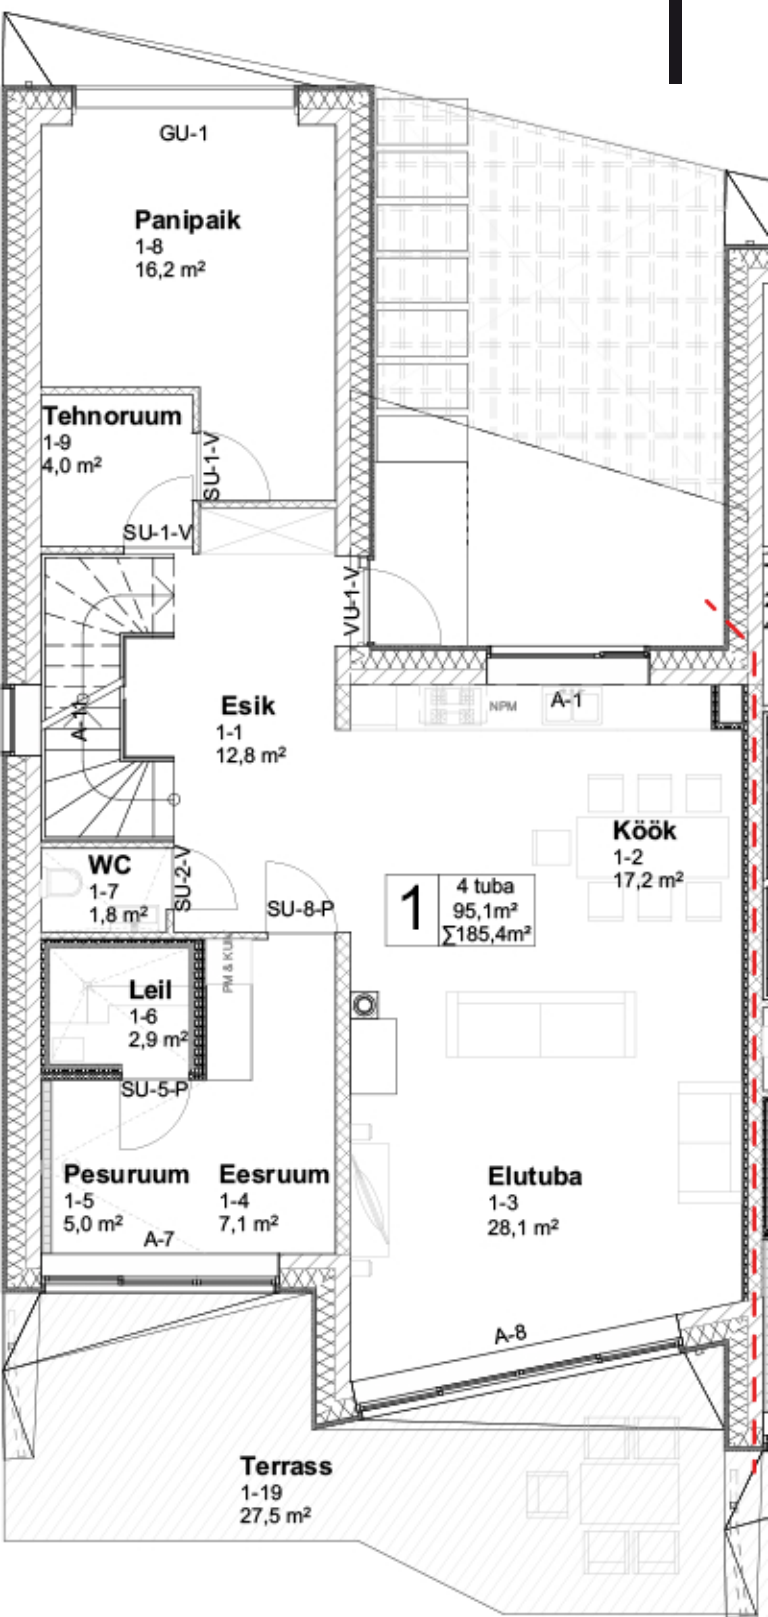 GU-1
Panipaik
1-8
16,2 m²
Tehnoruum
1-9
4,0 m²
SU-1-V
SU-1-V
VU-1-V
A-11
Esik
1-1
12,8 m²
NPM
A-1
Köök
1-2
17,2 m²
WC
1-7
1,8 m²
SU-2-V
SU-8-P
1
4 tuba
95,1m²
∑185,4m²
PM & KUI
Leil
1-6
2,9 m²
SU-5-P
Pesuruum
1-5
5,0 m²
Eesruum
1-4
7,1 m²
A-7
Elutuba
1-3
28,1 m²
A-8
Terrass
1-19
27,5 m²